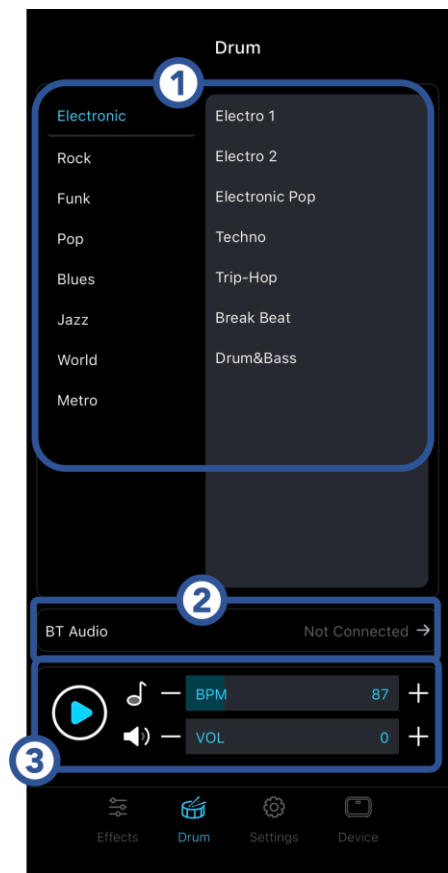 Drum
1
Electronic
Electro 1
Rock
Electro 2
Funk
Electronic Pop
Pop
Techno
Blues
Trip-Hop
Jazz
Break Beat
World
Drum&Bass
Metro
2
BT Audio Not Connected →
BPM 87
VOL 0
3
Effects Drum Settings Device